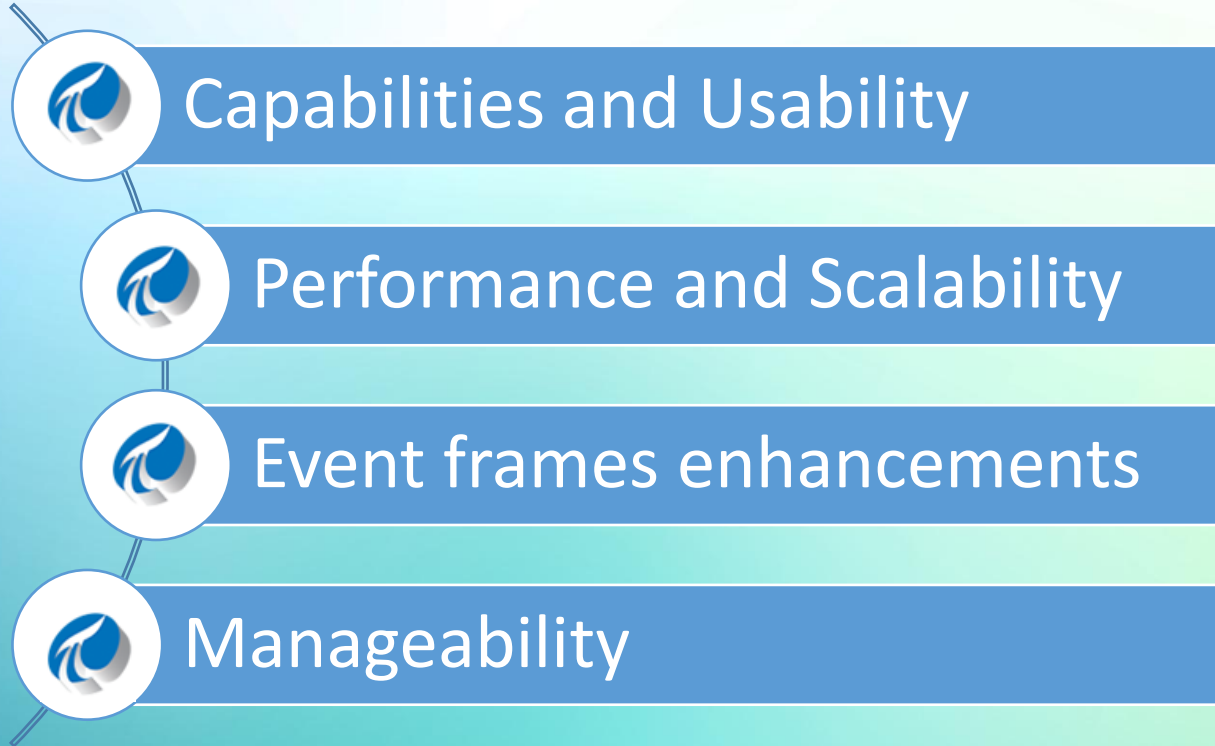 Capabilities and Usability
Performance and Scalability
Event frames enhancements
Manageability